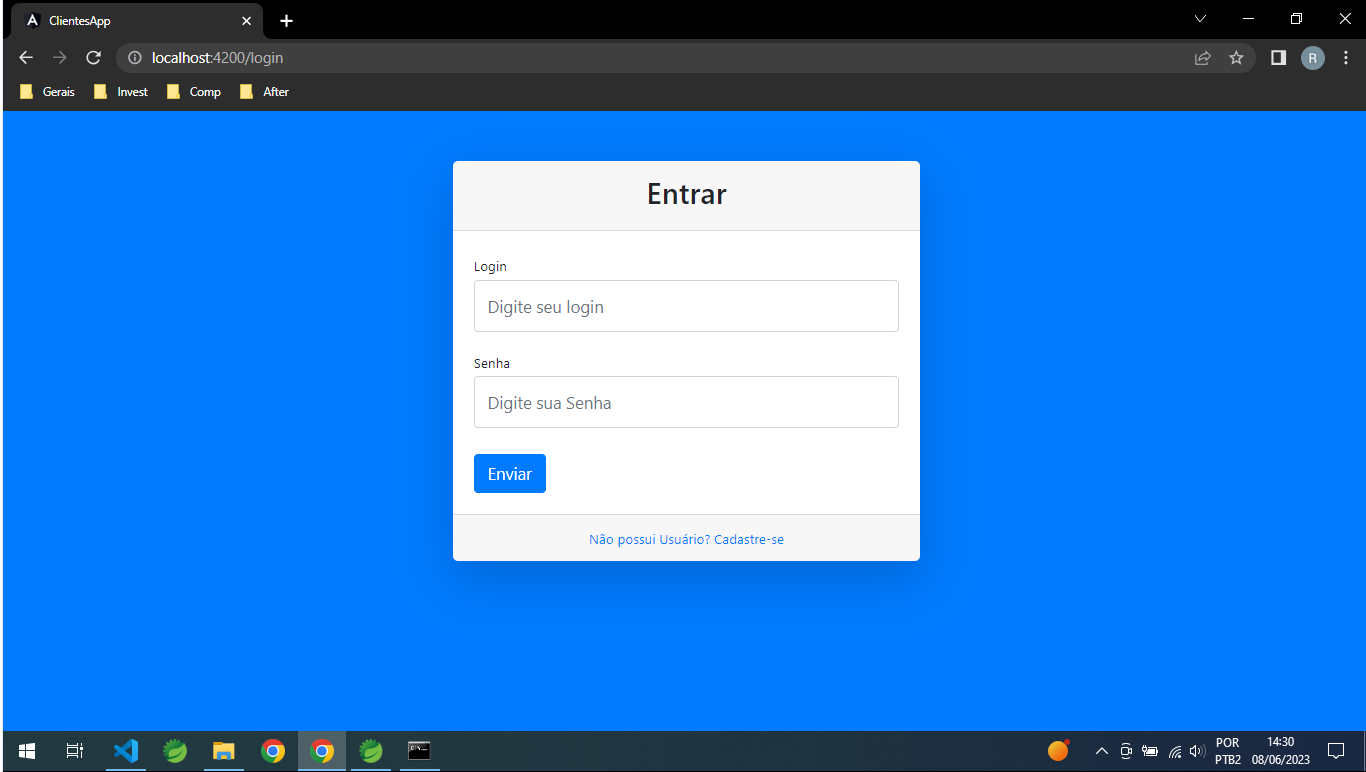 ClientesApp
localhost:4200/login
R
Gerais Invest Comp After
Entrar
Login
Digite seu login
Senha
Digite sua Senha
Enviar
Não possui Usuário? Cadastre-se
POR 14:30
PTB2 08/06/2023